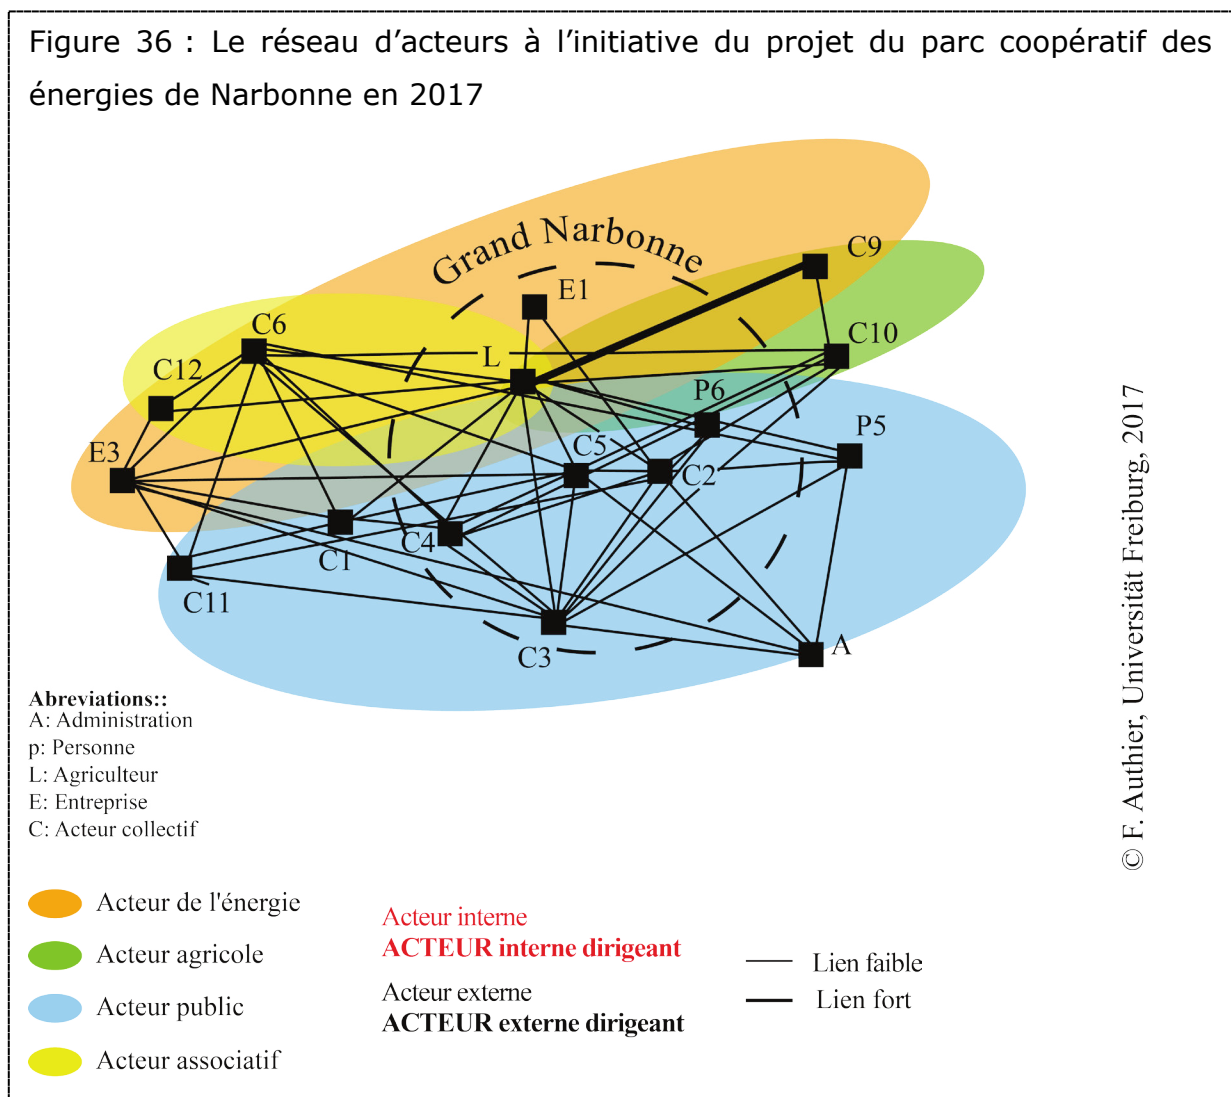 Figure 36 : Le réseau d’acteurs à l’initiative du projet du parc coopératif des
énergies de Narbonne en 2017
Grand Narbonne
C9
E1
C6
C10
L
C12
P6
P5
E3
C5
C2
C4
C1
C11
C3
A
© F. Authier, Universität Freiburg, 2017
Abreviations::
A: Administration
p: Personne
L: Agriculteur
E: Entreprise
C: Acteur collectif
Acteur de l'énergie
Acteur agricole
Acteur public
Acteur associatif
Acteur interne
ACTEUR interne dirigeant
Acteur externe
ACTEUR externe dirigeant
Lien faible
Lien fort